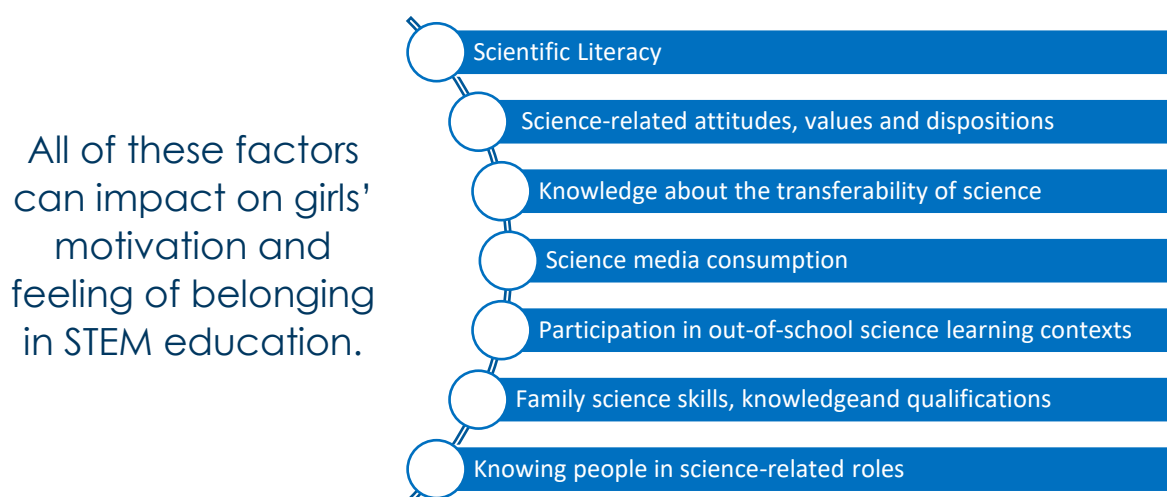 All of these factors
can impact on girls’
motivation and
feeling of belonging
in STEM education.
Scientific Literacy
Science-related attitudes, values and dispositions
Knowledge about the transferability of science
Science media consumption
Participation in out-of-school science learning contexts
Family science skills, knowledgeand qualifications
Knowing people in science-related roles